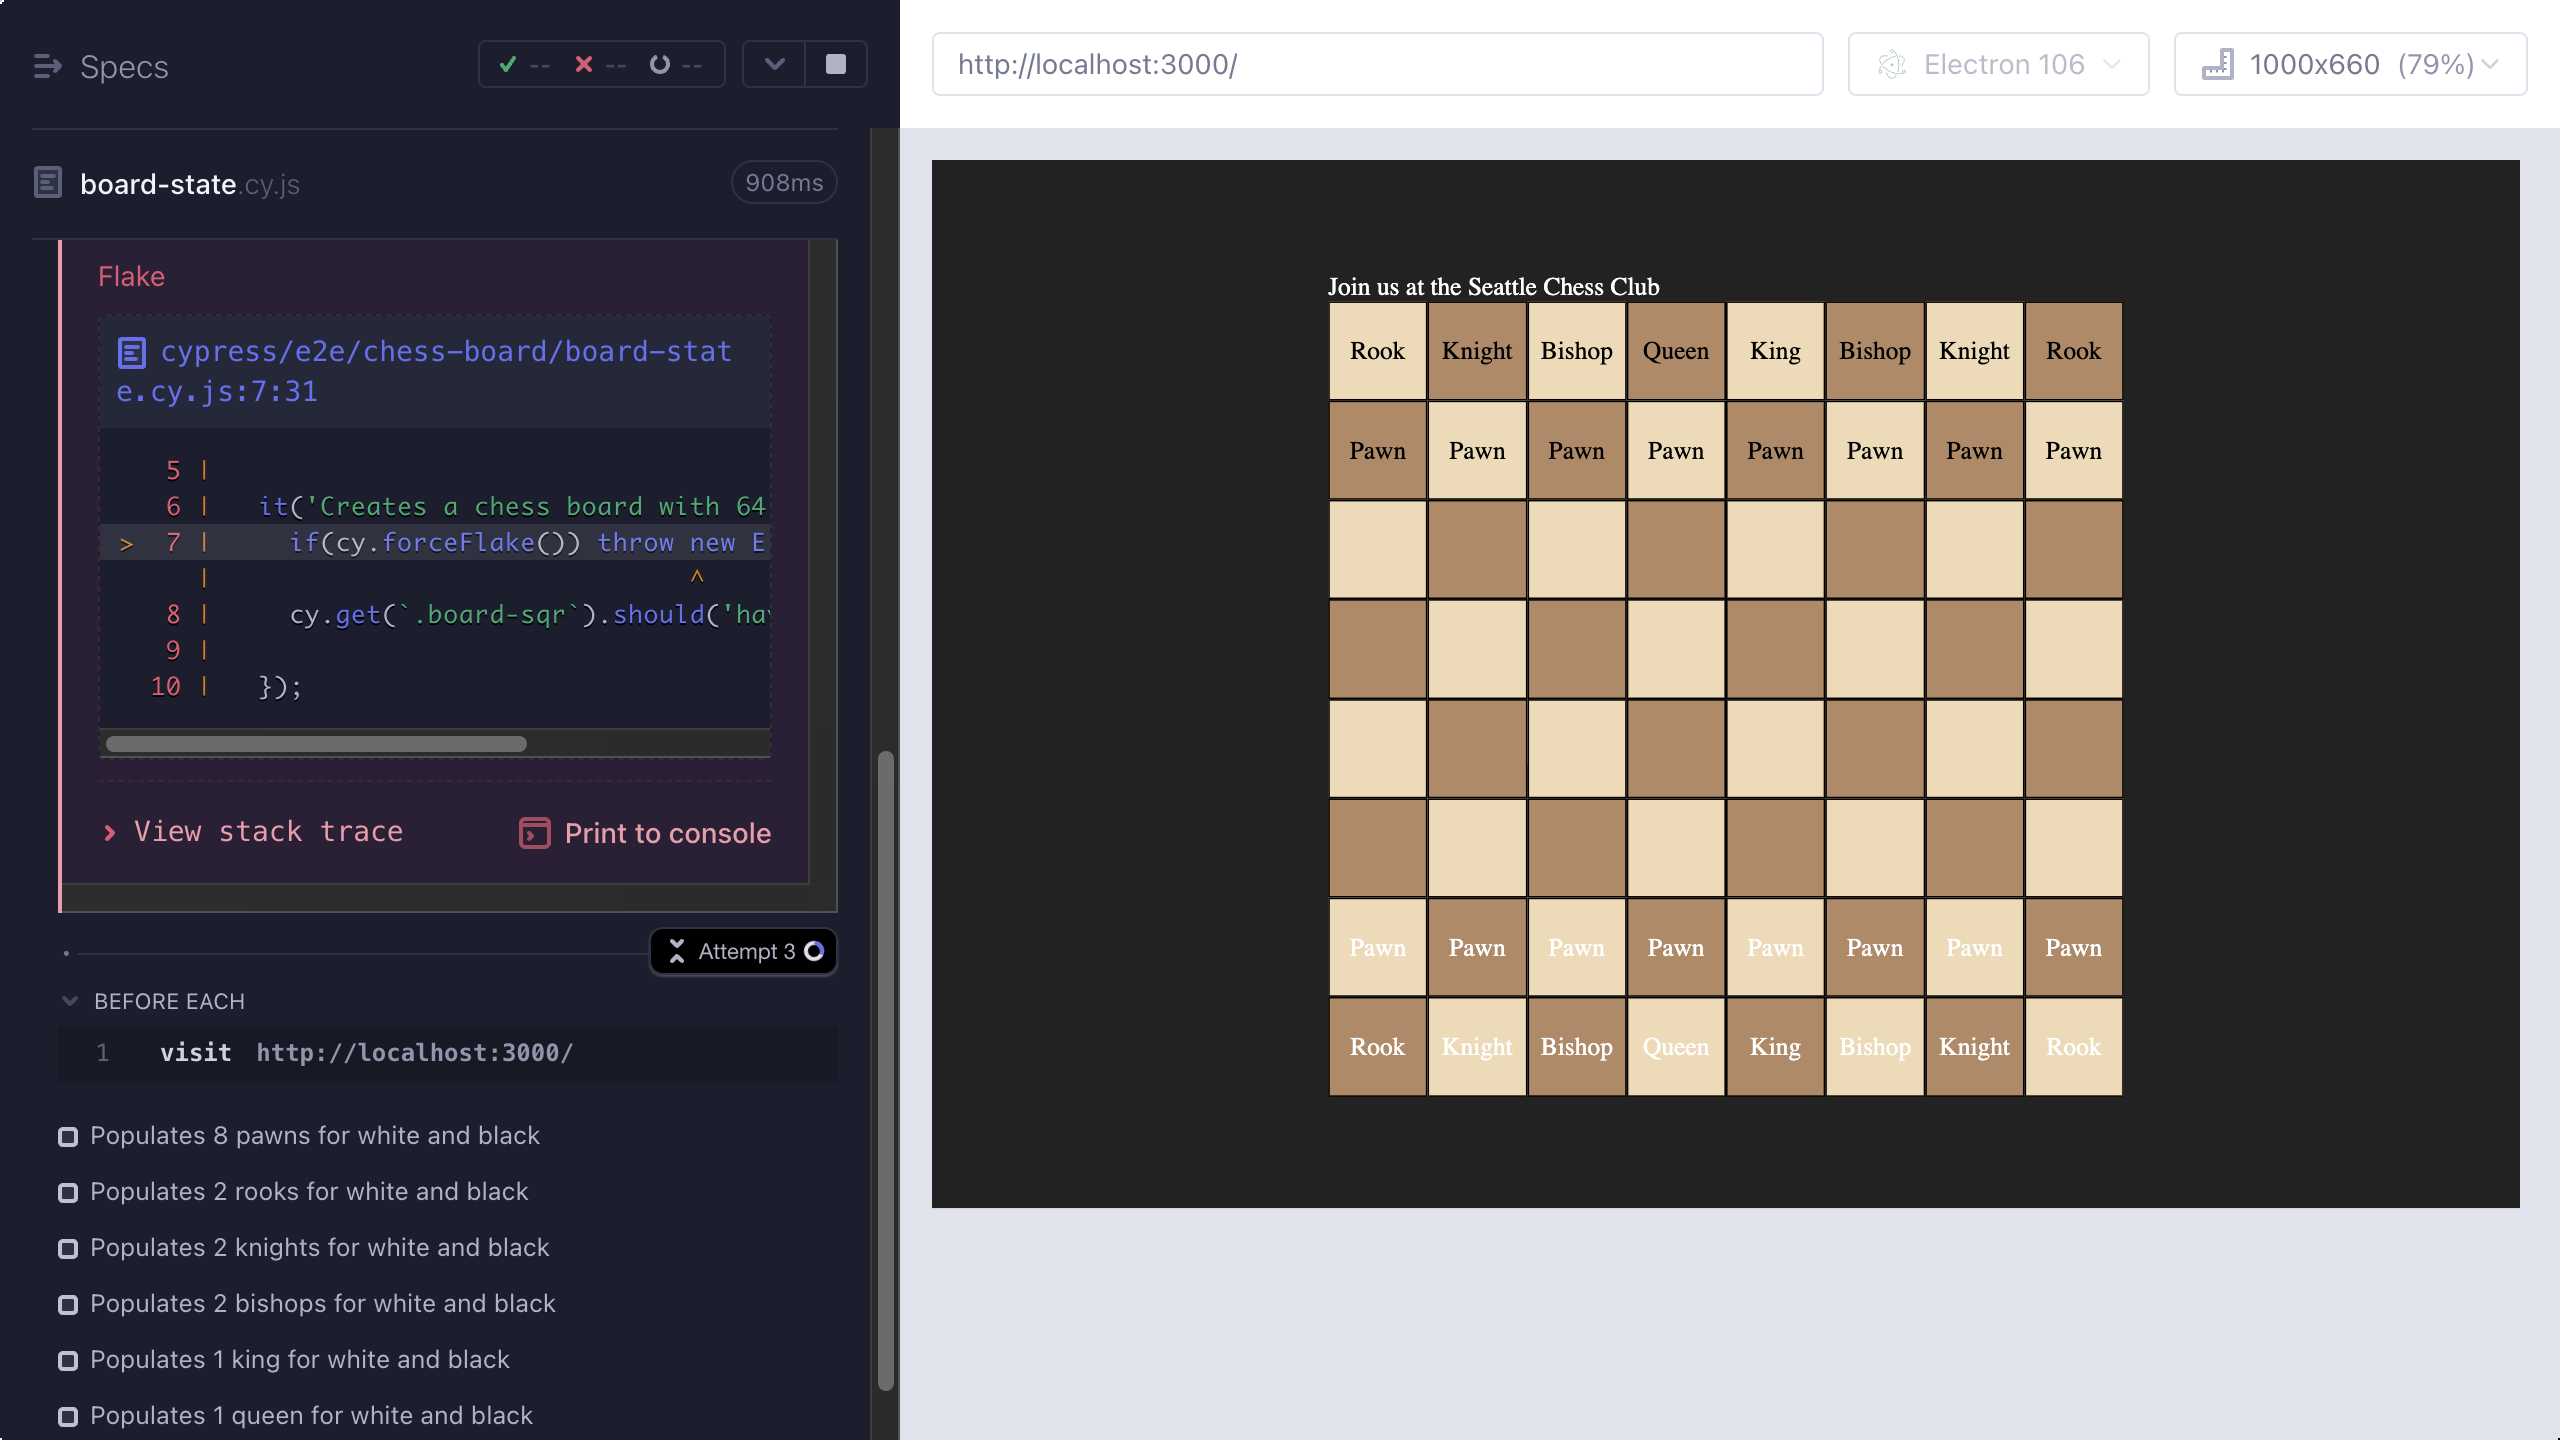 Specs
-- -- --
board-state.cy.js
908ms
Flake
cypress/e2e/chess-board/board-stat
e.cy.js:7:31
5 |
6 | it('Creates a chess board with 64
> 7 | if(cy.forceFlake()) throw new E
| ^
8 | cy.get(`.board-sqr`).should('hav
9 |
10 | });
View stack trace
Print to console
Attempt 3
BEFORE EACH
1 visit http://localhost:3000/
Populates 8 pawns for white and black
Populates 2 rooks for white and black
Populates 2 knights for white and black
Populates 2 bishops for white and black
Populates 1 king for white and black
Populates 1 queen for white and black
http://localhost:3000/
Electron 106
1000x660 (79%)
Join us at the Seattle Chess Club
Rook Knight Bishop Queen King Bishop Knight Rook
Pawn Pawn Pawn Pawn Pawn Pawn Pawn Pawn
Pawn Pawn Pawn Pawn Pawn Pawn Pawn Pawn
Rook Knight Bishop Queen King Bishop Knight Rook